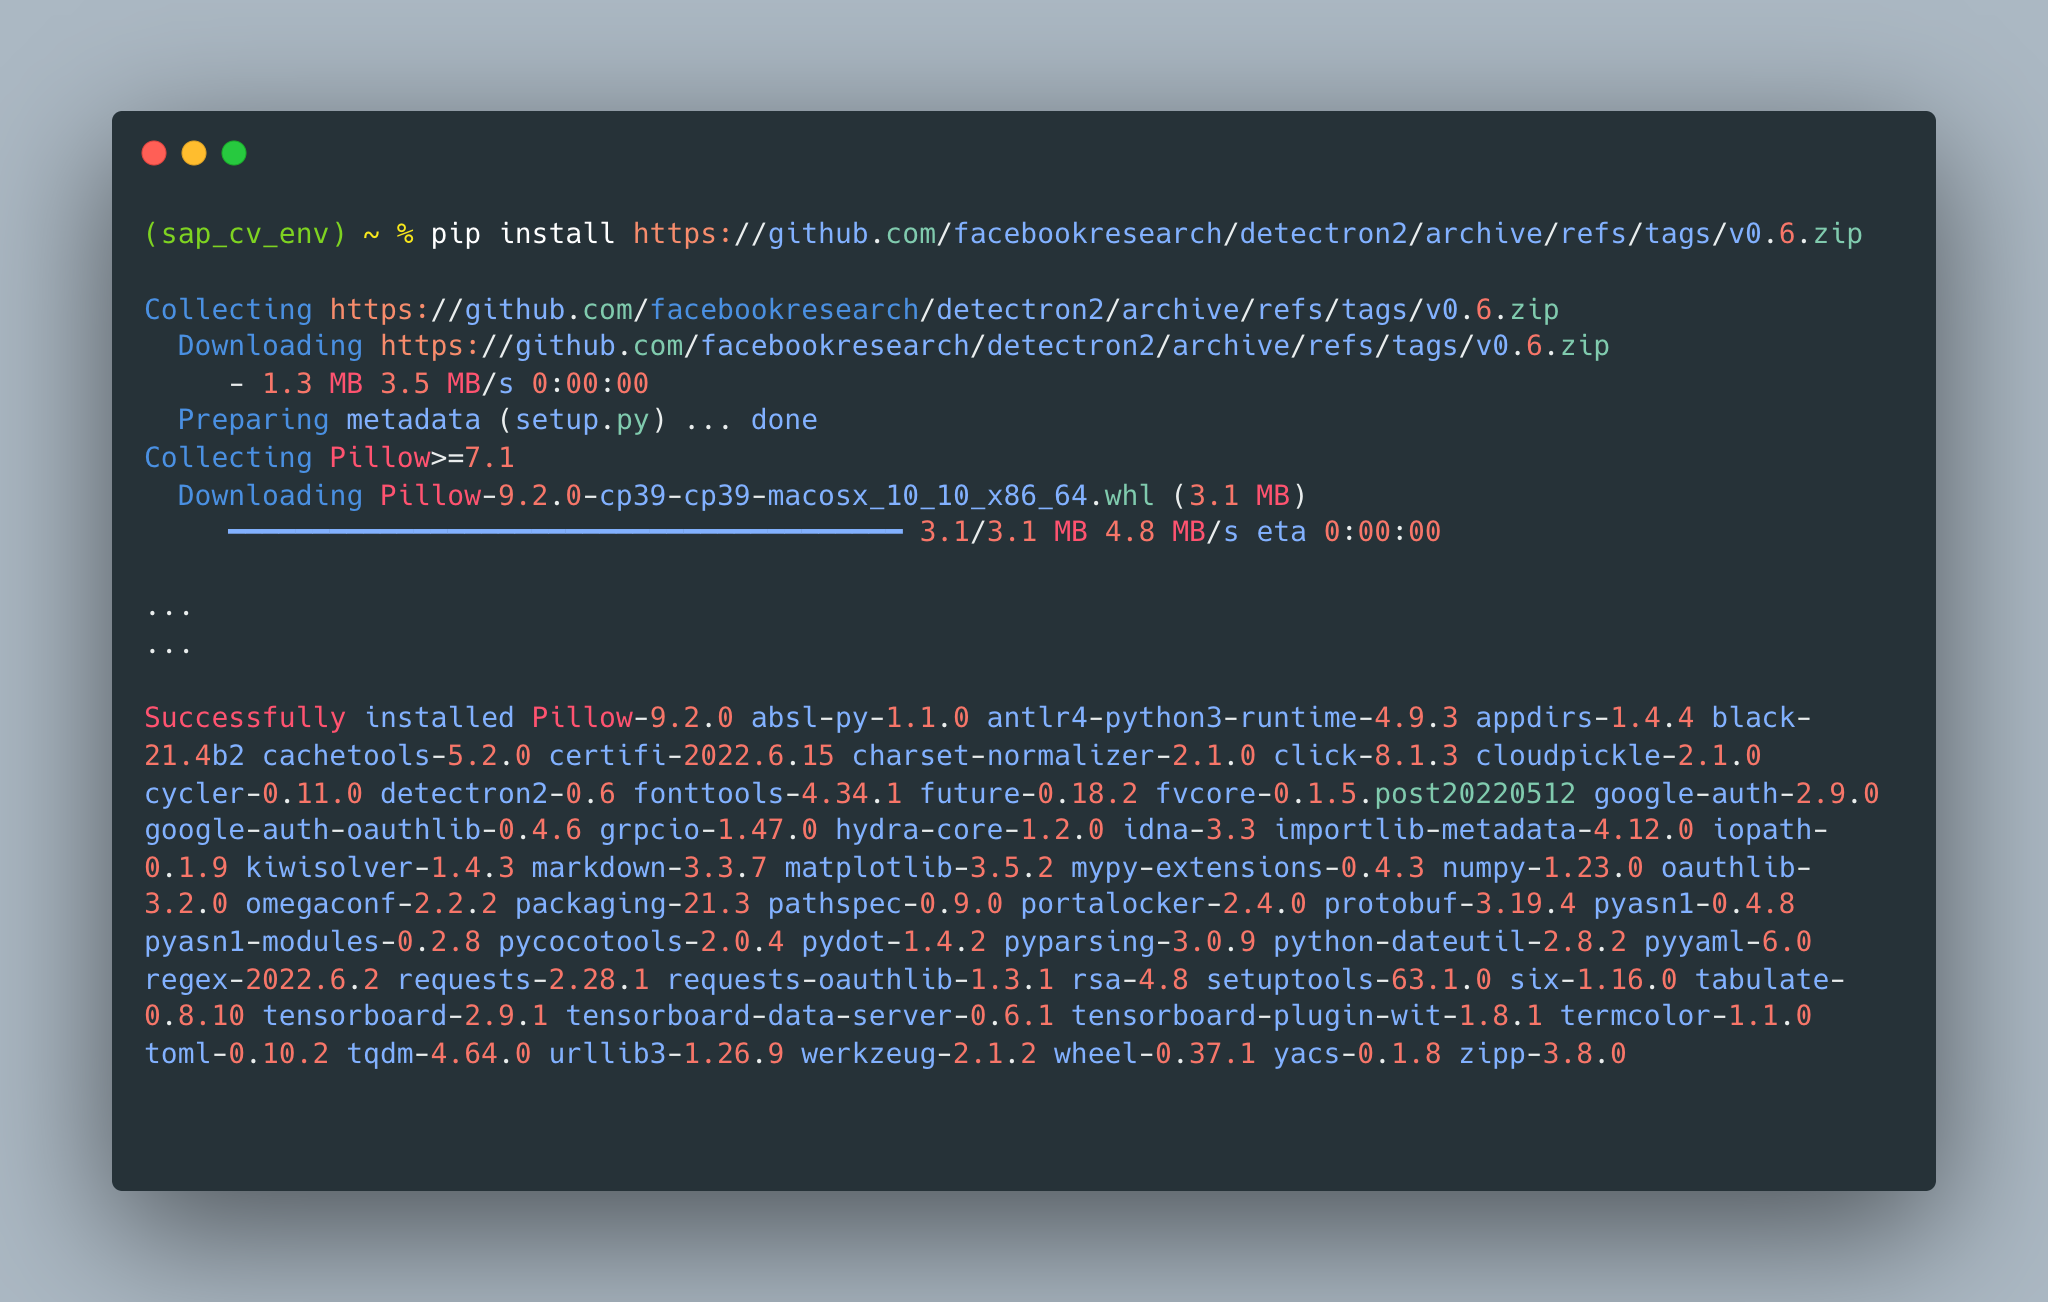 (sap_cv_env) ~ % pip install https://github.com/facebookresearch/detectron2/archive/refs/tags/v0.6.zip
Collecting https://github.com/facebookresearch/detectron2/archive/refs/tags/v0.6.zip
Downloading https://github.com/facebookresearch/detectron2/archive/refs/tags/v0.6.zip
- 1.3 MB 3.5 MB/s 0:00:00
Preparing metadata (setup.py) ... done
Collecting Pillow>=7.1
Downloading Pillow-9.2.0-cp39-cp39-macosx_10_10_x86_64.whl (3.1 MB)
3.1/3.1 MB 4.8 MB/s eta 0:00:00
...
...
Successfully installed Pillow-9.2.0 absl-py-1.1.0 antlr4-python3-runtime-4.9.3 appdirs-1.4.4 black-
21.4b2 cachetools-5.2.0 certifi-2022.6.15 charset-normalizer-2.1.0 click-8.1.3 cloudpickle-2.1.0
cycler-0.11.0 detectron2-0.6 fonttools-4.34.1 future-0.18.2 fvcore-0.1.5.post20220512 google-auth-2.9.0
google-auth-oauthlib-0.4.6 grpcio-1.47.0 hydra-core-1.2.0 idna-3.3 importlib-metadata-4.12.0 iopath-
0.1.9 kiwisolver-1.4.3 markdown-3.3.7 matplotlib-3.5.2 mypy-extensions-0.4.3 numpy-1.23.0 oauthlib-
3.2.0 omegaconf-2.2.2 packaging-21.3 pathspec-0.9.0 portalocker-2.4.0 protobuf-3.19.4 pyasn1-0.4.8
pyasn1-modules-0.2.8 pycocotools-2.0.4 pydot-1.4.2 pyparsing-3.0.9 python-dateutil-2.8.2 pyyaml-6.0
regex-2022.6.2 requests-2.28.1 requests-oauthlib-1.3.1 rsa-4.8 setuptools-63.1.0 six-1.16.0 tabulate-
0.8.10 tensorboard-2.9.1 tensorboard-data-server-0.6.1 tensorboard-plugin-wit-1.8.1 termcolor-1.1.0
toml-0.10.2 tqdm-4.64.0 urllib3-1.26.9 werkzeug-2.1.2 wheel-0.37.1 yacs-0.1.8 zipp-3.8.0